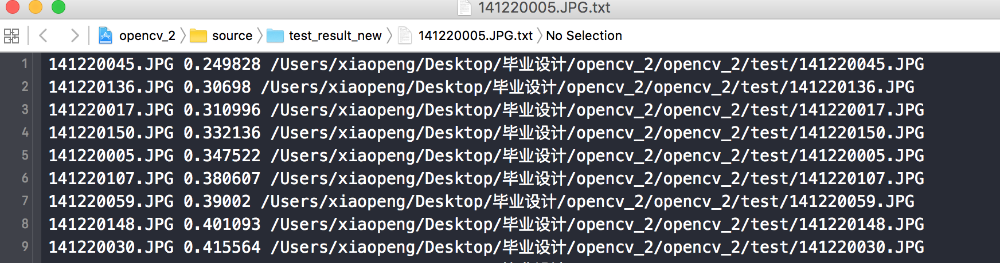 141220005.JPG.txt
opencv_2 source test_result_new 141220005.JPG.txt No Selection
1 141220045.JPG 0.249828 /Users/xiaopeng/Desktop/毕业设计/opencv_2/opencv_2/test/141220045.JPG
2 141220136.JPG 0.30698 /Users/xiaopeng/Desktop/毕业设计/opencv_2/opencv_2/test/141220136.JPG
3 141220017.JPG 0.310996 /Users/xiaopeng/Desktop/毕业设计/opencv_2/opencv_2/test/141220017.JPG
4 141220150.JPG 0.332136 /Users/xiaopeng/Desktop/毕业设计/opencv_2/opencv_2/test/141220150.JPG
5 141220005.JPG 0.347522 /Users/xiaopeng/Desktop/毕业设计/opencv_2/opencv_2/test/141220005.JPG
6 141220107.JPG 0.380607 /Users/xiaopeng/Desktop/毕业设计/opencv_2/opencv_2/test/141220107.JPG
7 141220059.JPG 0.39002 /Users/xiaopeng/Desktop/毕业设计/opencv_2/opencv_2/test/141220059.JPG
8 141220148.JPG 0.401093 /Users/xiaopeng/Desktop/毕业设计/opencv_2/opencv_2/test/141220148.JPG
9 141220030.JPG 0.415564 /Users/xiaopeng/Desktop/毕业设计/opencv_2/opencv_2/test/141220030.JPG